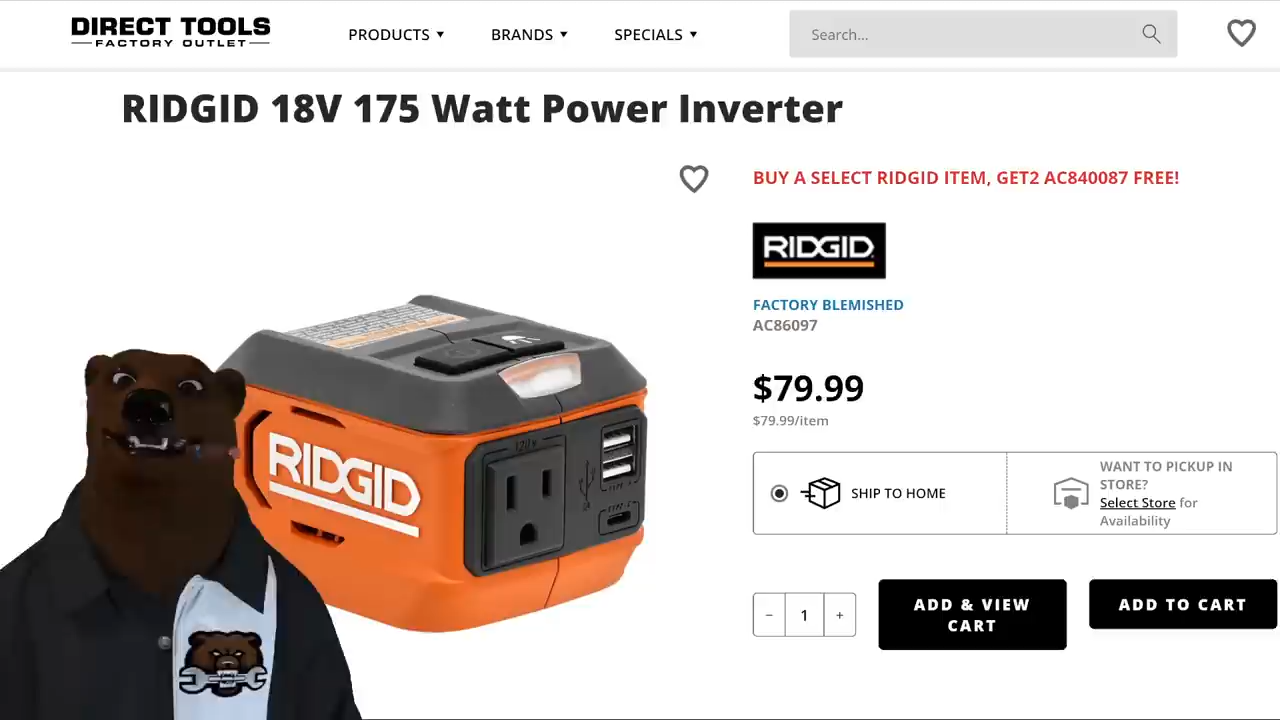 DIRECT TOOLS
FACTORY OUTLET
PRODUCTS
BRANDS
SPECIALS
Search...
RIDGID 18V 175 Watt Power Inverter
BUY A SELECT RIDGID ITEM, GET2 AC840087 FREE!
RIDGID
FACTORY BLEMISHED
AC86097
$79.99
$79.99/item
SHIP TO HOME
WANT TO PICKUP IN
STORE?
Select Store for
Availability
- 1 +
ADD & VIEW
CART
ADD TO CART
RIDGID
120V